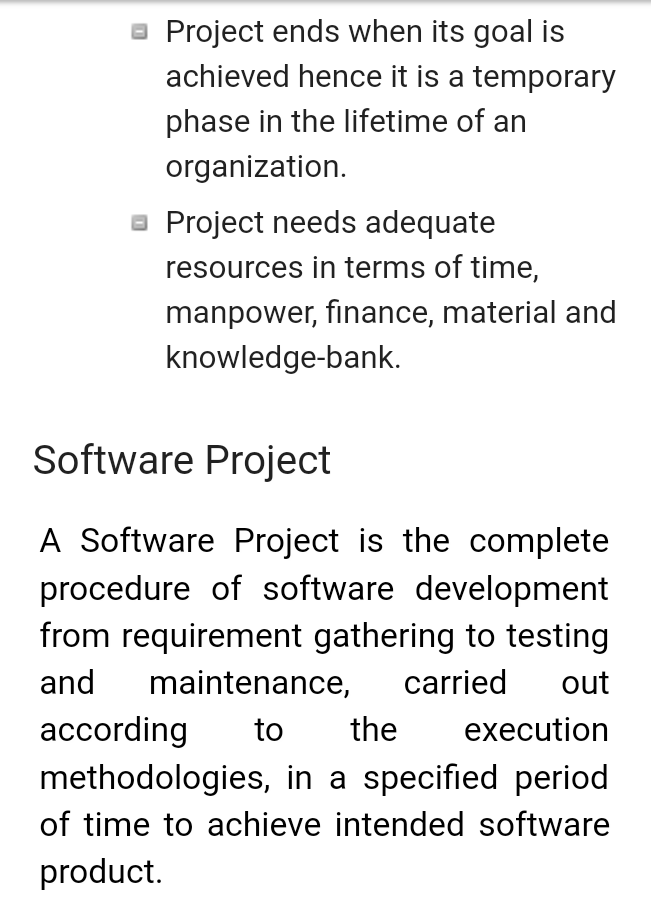 Project ends when its goal is
achieved hence it is a temporary
phase in the lifetime of an
organization.
Project needs adequate
resources in terms of time,
manpower, finance, material and
knowledge-bank.
Software Project
A Software Project is the complete
procedure of software development
from requirement gathering to testing
and maintenance, carried out
according to the execution
methodologies, in a specified period
of time to achieve intended software
product.